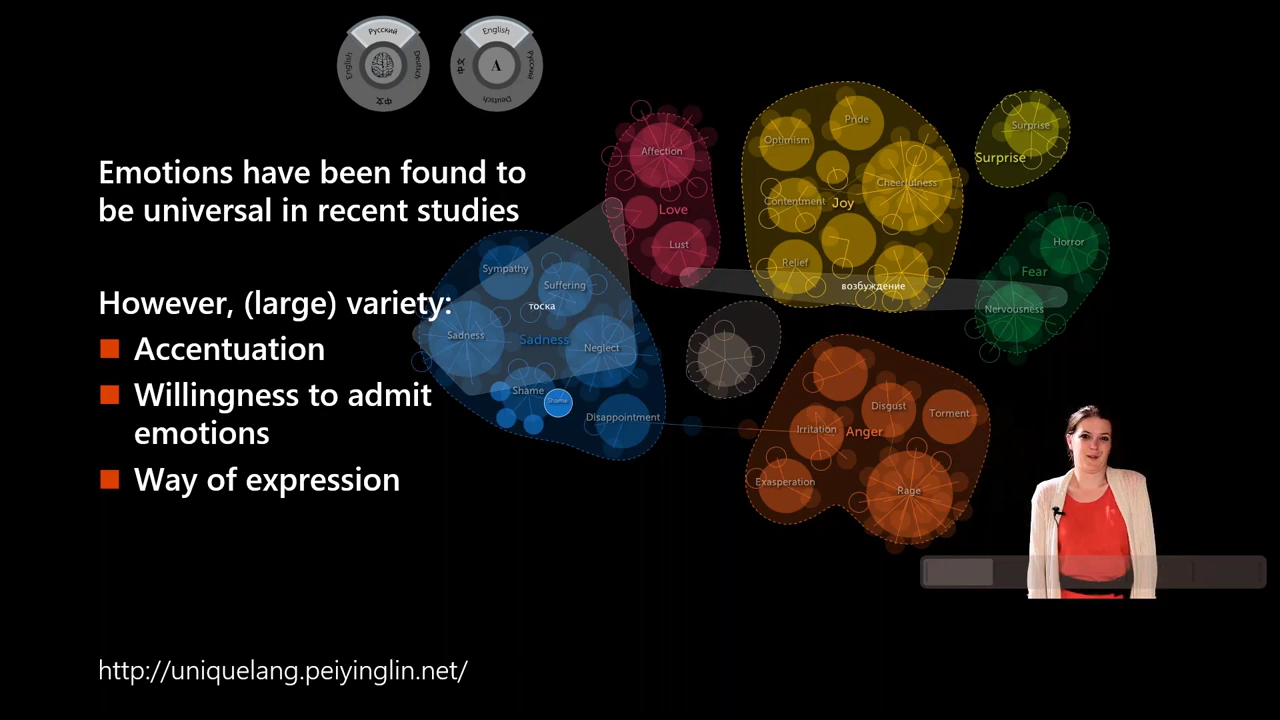 Русский
English
Deutsch
中文
English
A
中文
Русский
Deutsch
Emotions have been found to
be universal in recent studies
However, (large) variety:
Accentuation
Willingness to admit
emotions
Way of expression
http://uniquelang.peiyinglin.net/
Affection
Love
Lust
Pride
Optimism
Cheerfulness
Contentment
Joy
Relief
возбуждение
Surprise
Surprise
Horror
Fear
Nervousness
Sympathy
Suffering
тоска
Sadness
Sadness
Neglect
Shame
Shame
Disappointment
Disgust
Torment
Irritation
Anger
Exasperation
Rage